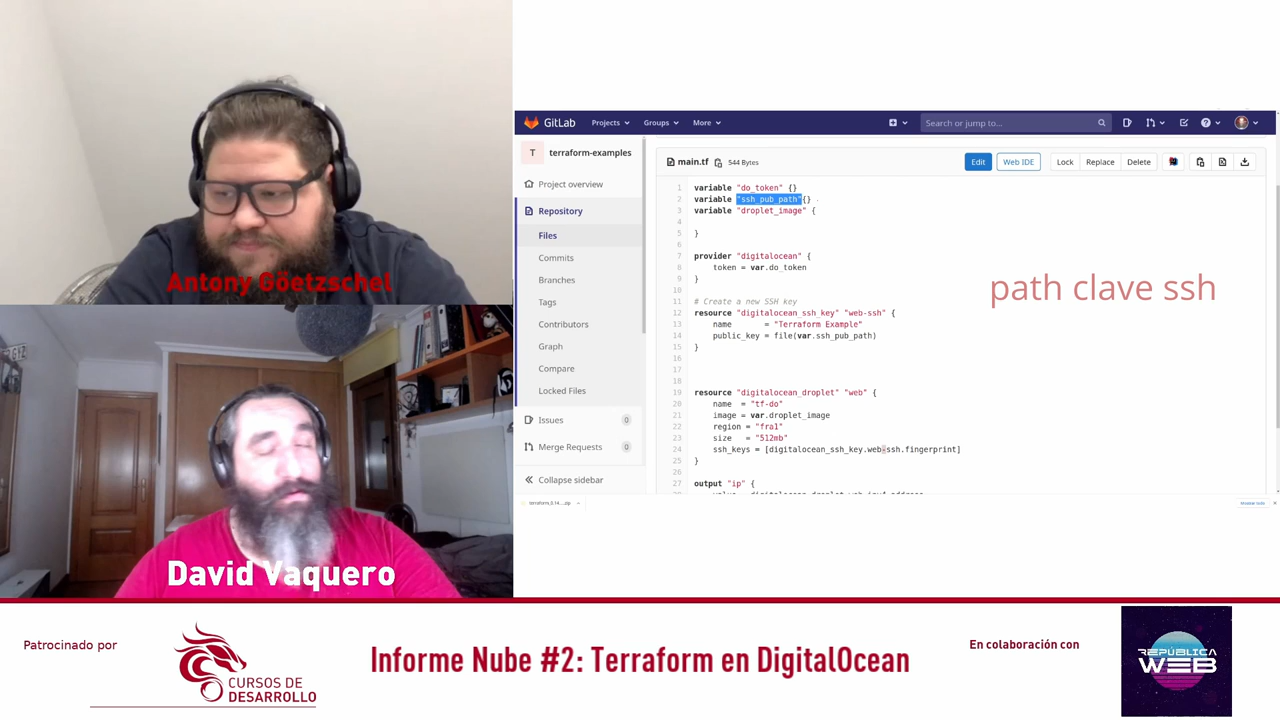 Antony Göetzschel
David Vaquero
GitLab
Projects
Groups
More
Search or jump to...
T
terraform-examples
Project overview
Repository
Files
Commits
Branches
Tags
Contributors
Graph
Compare
Locked Files
Issues
0
Merge Requests
0
Collapse sidebar
main.tf
544 Bytes
Edit
Web IDE
Lock
Replace
Delete
1 variable "do_token" {}
2 variable "ssh_pub_path"{}
3 variable "droplet_image" {
4
5 }
6
7 provider "digitalocean" {
8 token = var.do_token
9 }
10
11 # Create a new SSH key
12 resource "digitalocean_ssh_key" "web-ssh" {
13 name = "Terraform Example"
14 public_key = file(var.ssh_pub_path)
15 }
16
17
18
19 resource "digitalocean_droplet" "web" {
20 name = "tf-do"
21 image = var.droplet_image
22 region = "fra1"
23 size = "512mb"
24 ssh_keys = [digitalocean_ssh_key.web-ssh.fingerprint]
25 }
26
27 output "ip" {
path clave ssh
Patrocinado por
CURSOS DE
DESARROLLO
Informe Nube #2: Terraform en DigitalOcean
En colaboración con
REPÚBLICA
WEB